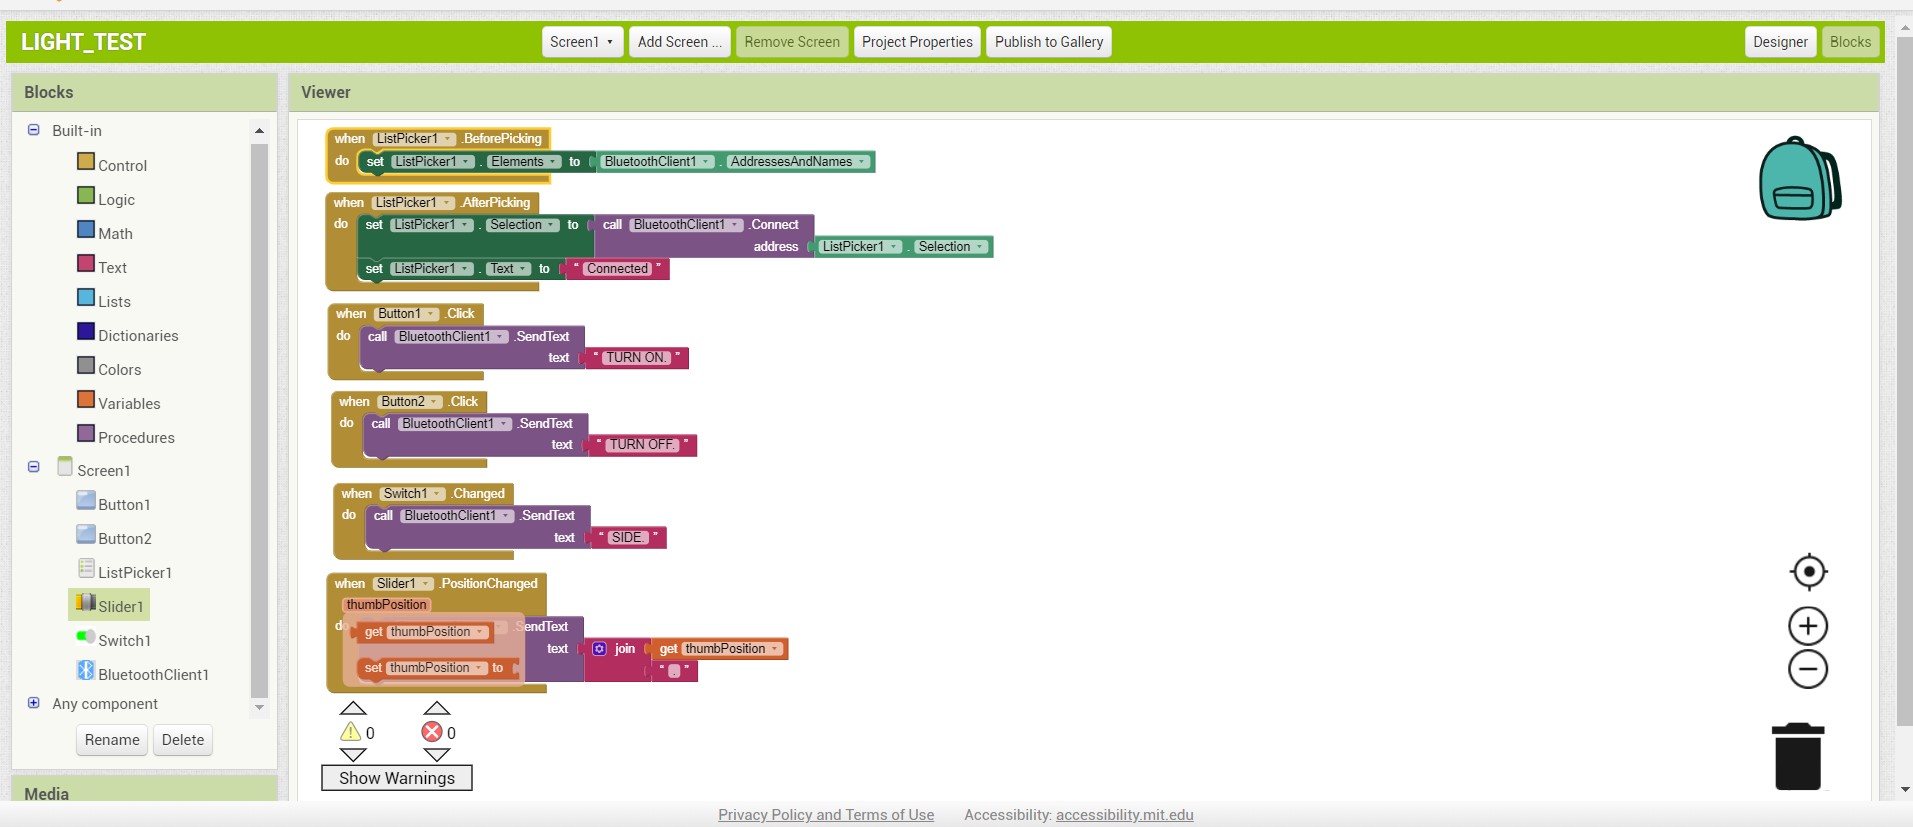 LIGHT_TEST
Screen1
Add Screen ...
Remove Screen
Project Properties
Publish to Gallery
Designer
Blocks
Blocks
Built-in
Control
Logic
Math
Text
Lists
Dictionaries
Colors
Variables
Procedures
Screen1
Button1
Button2
ListPicker1
Slider1
Switch1
BluetoothClient1
Any component
Rename Delete
Media
Viewer
when ListPicker1 .BeforePicking
do set ListPicker1 . Elements to BluetoothClient1 . AddressesAndNames
when ListPicker1 .AfterPicking
do set ListPicker1 . Selection to call BluetoothClient1 .Connect
address ListPicker1 . Selection
set ListPicker1 . Text to " Connected "
when Button1 .Click
do call BluetoothClient1 .SendText
text " TURN ON. "
when Button2 .Click
do call BluetoothClient1 .SendText
text " TURN OFF. "
when Switch1 .Changed
do call BluetoothClient1 .SendText
text " SIDE. "
when Slider1 .PositionChanged
thumbPosition
do get thumbPosition .SendText
text join get thumbPosition
set thumbPosition to " . "
0 0
Show Warnings
Privacy Policy and Terms of Use Accessibility: accessibility.mit.edu